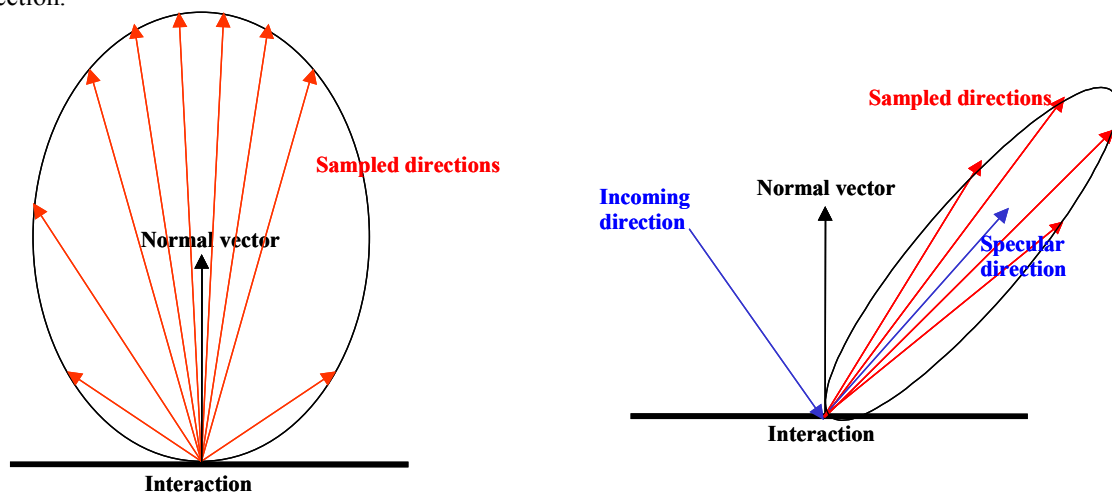 Sampled directions
Normal vector
Interaction
Sampled directions
Incoming
direction
Normal vector
Specular
direction
Interaction